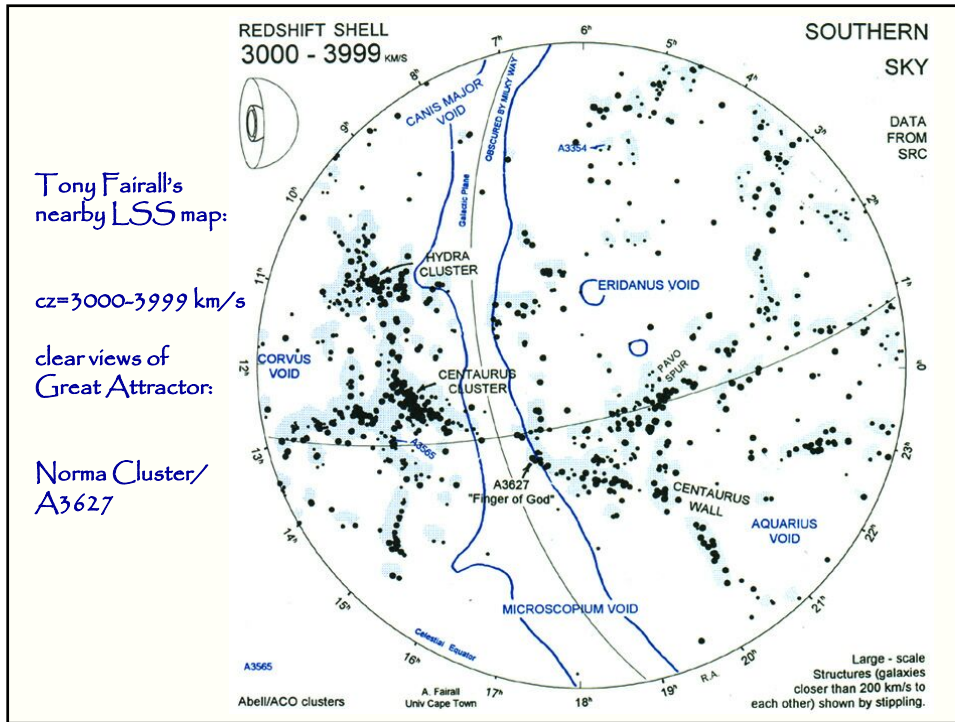 REDSHIFT SHELL
3000 - 3999 KM/S
SOUTHERN
SKY
DATA
FROM
SRC
Tony Fairall's
nearby LSS map:
cz=3000-3999 km/s
clear views of
Great Attractor:
Norma Cluster/
A3627
7h
6h
5h
4h
3h
2h
1h
0h
23
22h
21h
20h
19h
18h
17h
16h
15h
14h
13h
12h
11h
10h
9h
8h
CANIS MAJOR
VOID
OBSCURED BY MILKY WAY
Galactic Plane
A3354
HYDRA
CLUSTER
ERIDANUS VOID
CORVUS
VOID
CENTAURUS
CLUSTER
PAVO
SPUR
A3565
A3627
"Finger of God"
CENTAURUS
WALL
AQUARIUS
VOID
MICROSCOPIUM VOID
Celestial Equator
R.A.
A3565
Abell/ACO clusters
A. Fairall
Univ Cape Town
Large - scale
Structures (galaxies
closer than 200 km/s to
each other) shown by stippling.